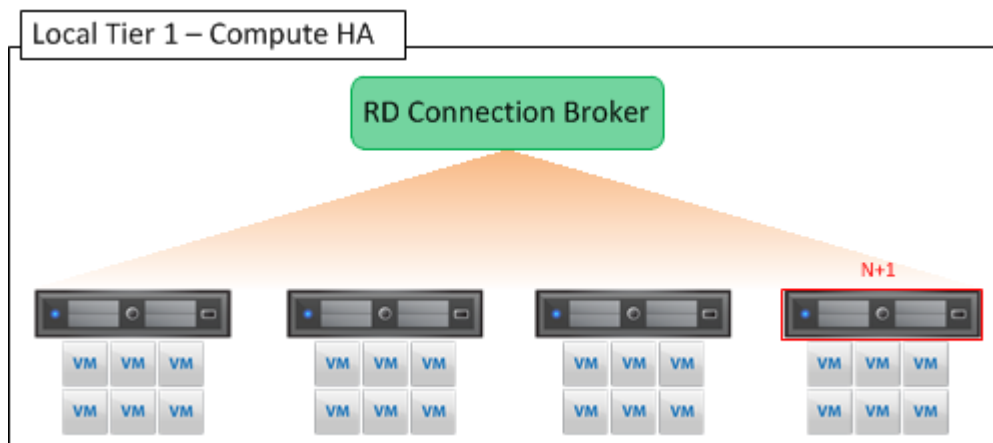 Local Tier 1 – Compute HA
RD Connection Broker
N+1
VM VM VM VM VM VM VM VM VM VM VM VM
VM VM VM VM VM VM VM VM VM VM VM VM